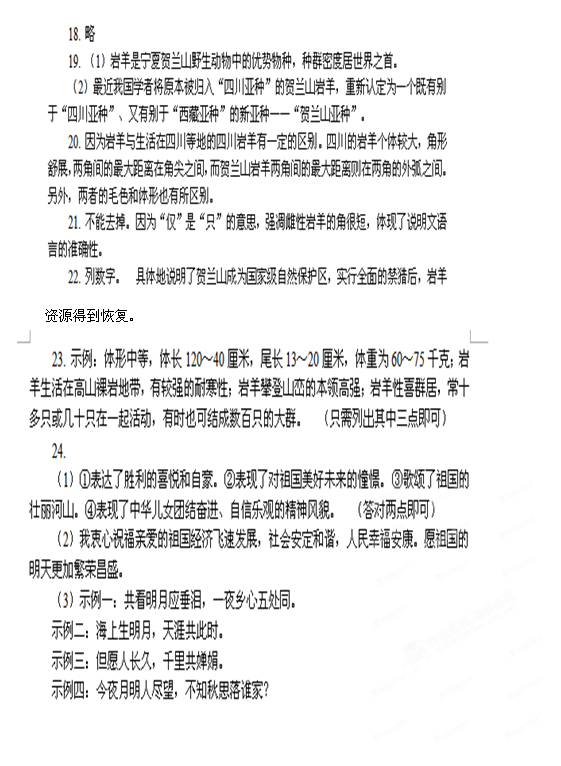 18. 略
19.（1）岩羊是宁夏贺兰山野生动物中的优势物种，种群密度居世界之首。
（2）最近我国学者将原本被归入“四川亚种”的贺兰山岩羊，重新认定为一个既有别
于“四川亚种”、又有别于“西藏亚种”的新亚种——“贺兰山亚种”。
20. 因为岩羊与生活在四川等地的四川岩羊有一定的区别。四川的岩羊个体较大，角形
舒展，两角间的最大距离在角尖之间，而贺兰山岩羊两角间的最大距离则在两角的外弧之间。
另外，两者的毛色和体形也有所区别。
21. 不能去掉。因为“仅”是“只”的意思，强凋雌性岩羊的角很短，体现了说明文语
言的准确性。
22. 列数字。 具体地说明了贺兰山成为国家级自然保护区，实行全面的禁猎后，岩羊
资源得到恢复。
23. 示例：体形中等，体长 120～40 厘米，尾长 13～20 厘米，体重为 60～75 千克；岩
羊生活在高山裸岩地带，有较强的耐寒性；岩羊攀登山峦的本领高强；岩羊性喜群居，常十
多只或几十只在一起活动，有时也可结成数百只的大群。 （只需列出其中三点即可）
24.
（1）①表达了胜利的喜悦和自豪。②表现了对祖国美好未来的憧憬。③歌颂了祖国的
壮丽河山。④表现了中华儿女团结奋进、自信乐观的精神风貌。 （答对两点即可）
（2）我衷心祝福亲爱的祖国经济飞速发展，社会安定和谐，人民幸福安康。愿祖国的
明天更加繁荣昌盛。
（3）示例一：共看明月应垂泪，一夜乡心五处同。
示例二：海上生明月，天涯共此时。
示例三：但愿人长久，千里共婵娟。
示例四：今夜月明人尽望，不知秋思落谁家？